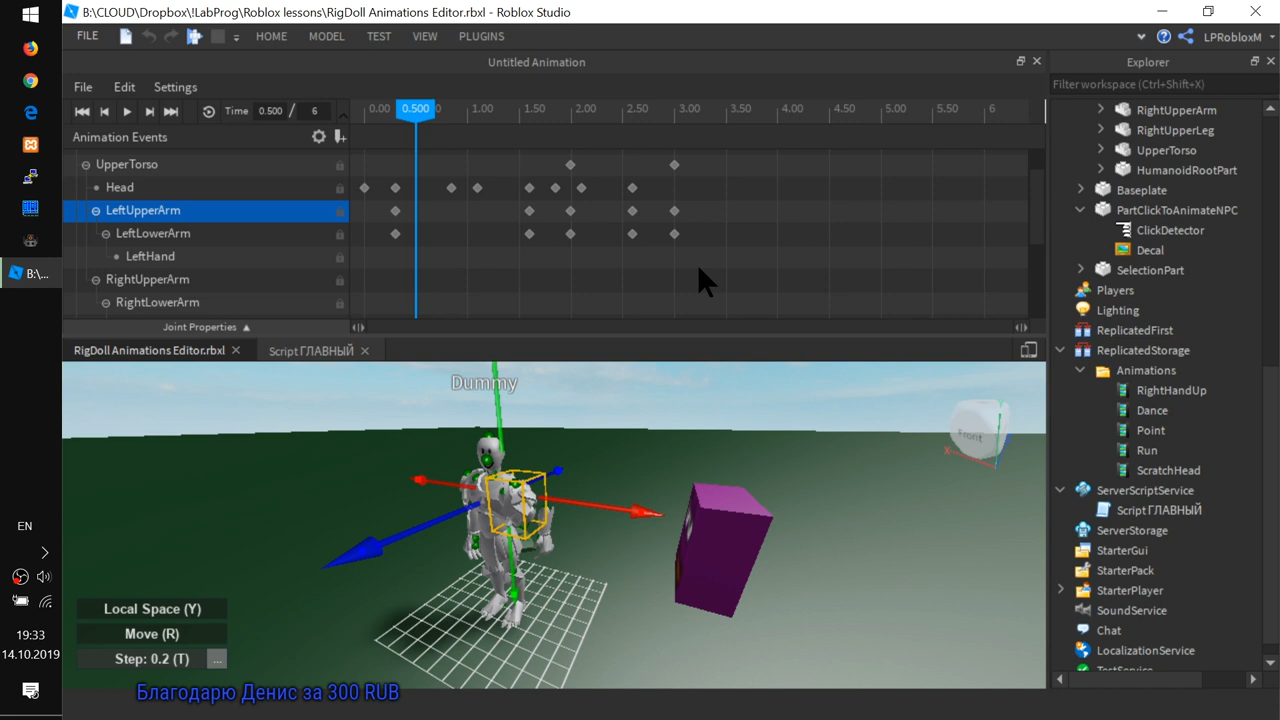 B:\CLOUD\Dropbox\!LabProg\Roblox lessons\RigDoll Animations Editor.rbxl - Roblox Studio
FILE HOME MODEL TEST VIEW PLUGINS LPRobloxM
Untitled Animation
Explorer
File Edit Settings
Filter workspace (Ctrl+Shift+X)
Time 0.500 / 6
0.00 0.500 1.00 1.50 2.00 2.50 3.00 3.50 4.00 4.50 5.00 5.50 6
Animation Events
UpperTorso
Head
LeftUpperArm
LeftLowerArm
LeftHand
RightUpperArm
RightLowerArm
Joint Properties
RigDoll Animations Editor.rbxl
Script ГЛАВНЫЙ
RightUpperArm
RightUpperLeg
UpperTorso
HumanoidRootPart
Baseplate
PartClickToAnimateNPC
ClickDetector
Decal
SelectionPart
Players
Lighting
ReplicatedFirst
ReplicatedStorage
Animations
RightHandUp
Dance
Point
Run
ScratchHead
ServerScriptService
Script ГЛАВНЫЙ
ServerStorage
StarterGui
StarterPack
StarterPlayer
SoundService
Chat
LocalizationService
TestService
B:\...
EN
19:33
14.10.2019
Dummy
Front
X
Local Space (Y)
Move (R)
Step: 0.2 (T) ...
Благодарю Денис за 300 RUB